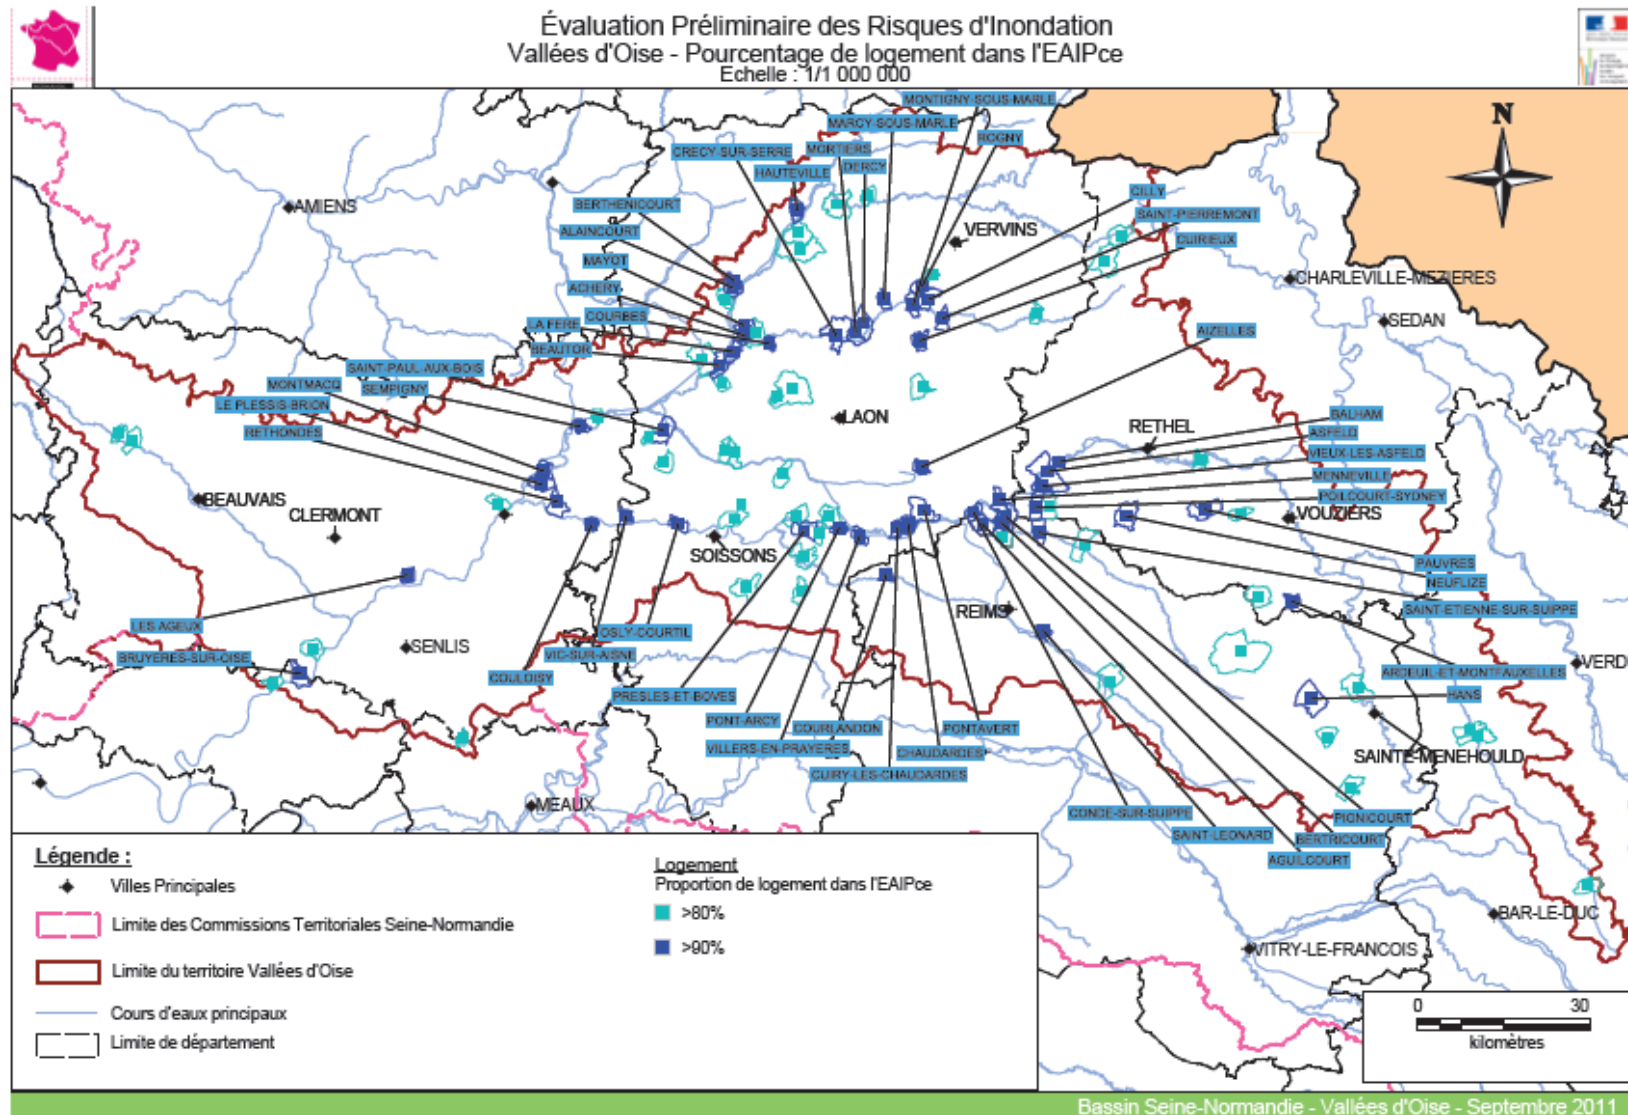 Évaluation Préliminaire des Risques d'Inondation
Vallées d'Oise - Pourcentage de logement dans l'EAIPce
Echelle : 1/1 000 000
MONTIGNY-SOUS-MARLE
MARCY-SOUS-MARLE
ROGNY
CRECY-SUR-SERRE
MORTIERS
DERCY
HAUTEVILLE
N
BERTHENICOURT
CILLY
AMIENS
SAINT-PIERREMONT
ALAINCOURT
VERVINS
CUIRIEUX
MAYOT
CHARLEVILLE-MEZIERES
ACHERY
COURBES
SEDAN
LA FERE
AIZELLES
BEAUTOR
SAINT-PAUL-AUX-BOIS
MONTMACQ
SEMPIGNY
LE PLESSIS-BRION
LAON
BALHAM
RETHONDES
RETHEL
ASFELD
VIEUX-LES-ASFELD
MENNEVILLE
BEAUVAIS
POILCOURT-SYDNEY
CLERMONT
VOUZIERS
SOISSONS
PAUVRES
NEUFLIZE
REIMS
SAINT-ETIENNE-SUR-SUIPPE
LES AGEUX
OSLY-COURTIL
SENLIS
VIC-SUR-AISNE
BRUYERES-SUR-OISE
VERD
COULOISY
ARDEUIL-ET-MONTFAUXELLES
PRESLES-ET-BOVES
HANS
PONT-ARCY
COURLANDON
PONTAVERT
VILLERS-EN-PRAYERES
CHAUDARDES
SAINTE-MENEHOULD
CUIRY-LES-CHAUDARDES
MEAUX
CONDE-SUR-SUIPPE
PIGNICOURT
SAINT-LEONARD
BERTRICOURT
AGUILCOURT
Légende :
Villes Principales
Limite des Commissions Territoriales Seine-Normandie
Limite du territoire Vallées d'Oise
Cours d'eaux principaux
Limite de département
Logement
Proportion de logement dans l'EAIPce
>80%
>90%
BAR-LE-DUC
VITRY-LE-FRANCOIS
0 30
kilomètres
Bassin Seine-Normandie - Vallées d'Oise - Septembre 2011